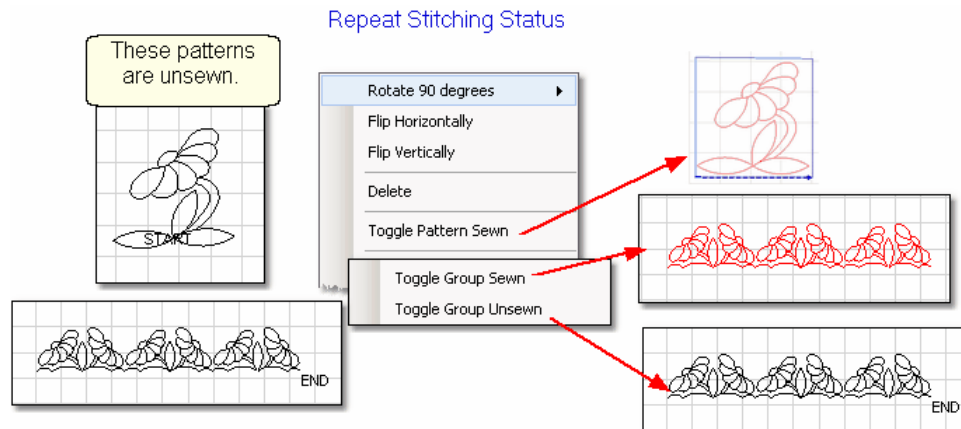 Repeat Stitching Status
These patterns
are unsewn.
START
END
Rotate 90 degrees
Flip Horizontally
Flip Vertically
Delete
Toggle Pattern Sewn
Toggle Group Sewn
Toggle Group Unsewn
END